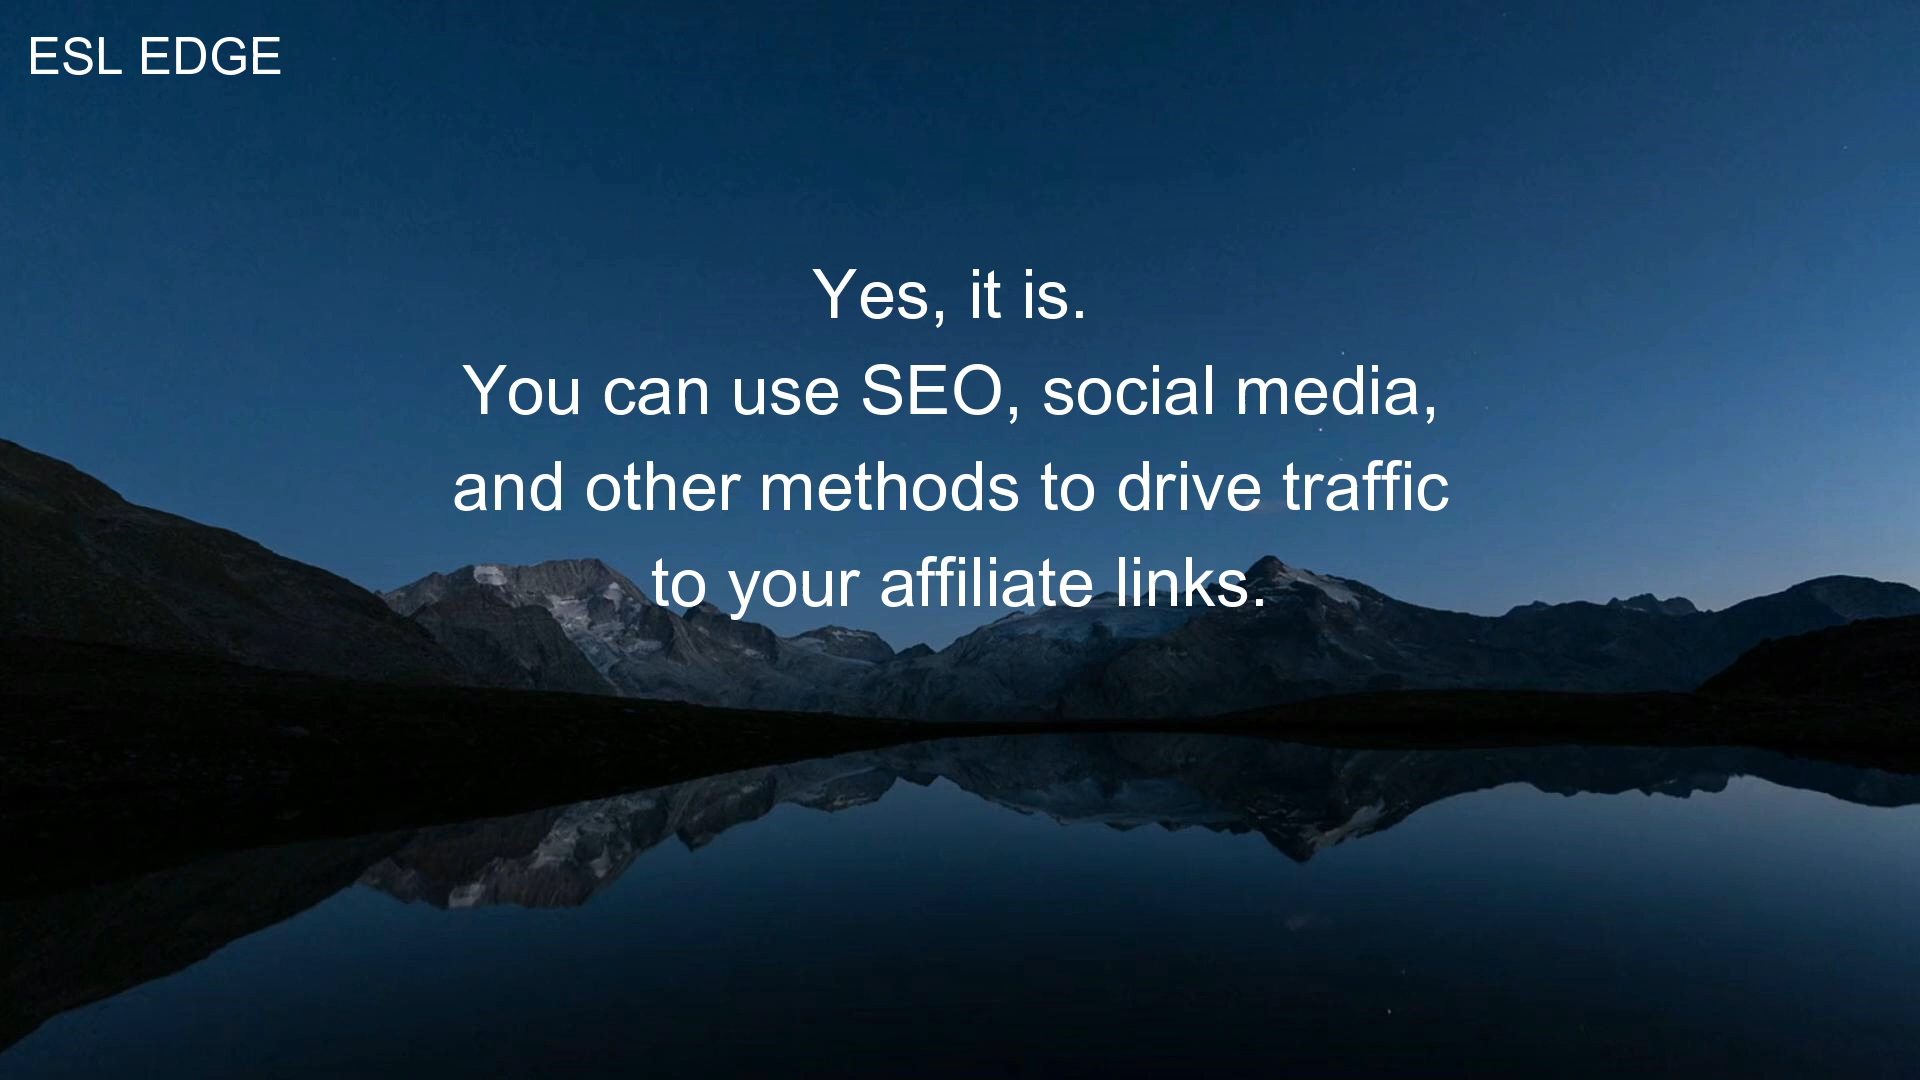 ESL EDGE
Yes, it is.
You can use SEO, social media,
and other methods to drive traffic
to your affiliate links.